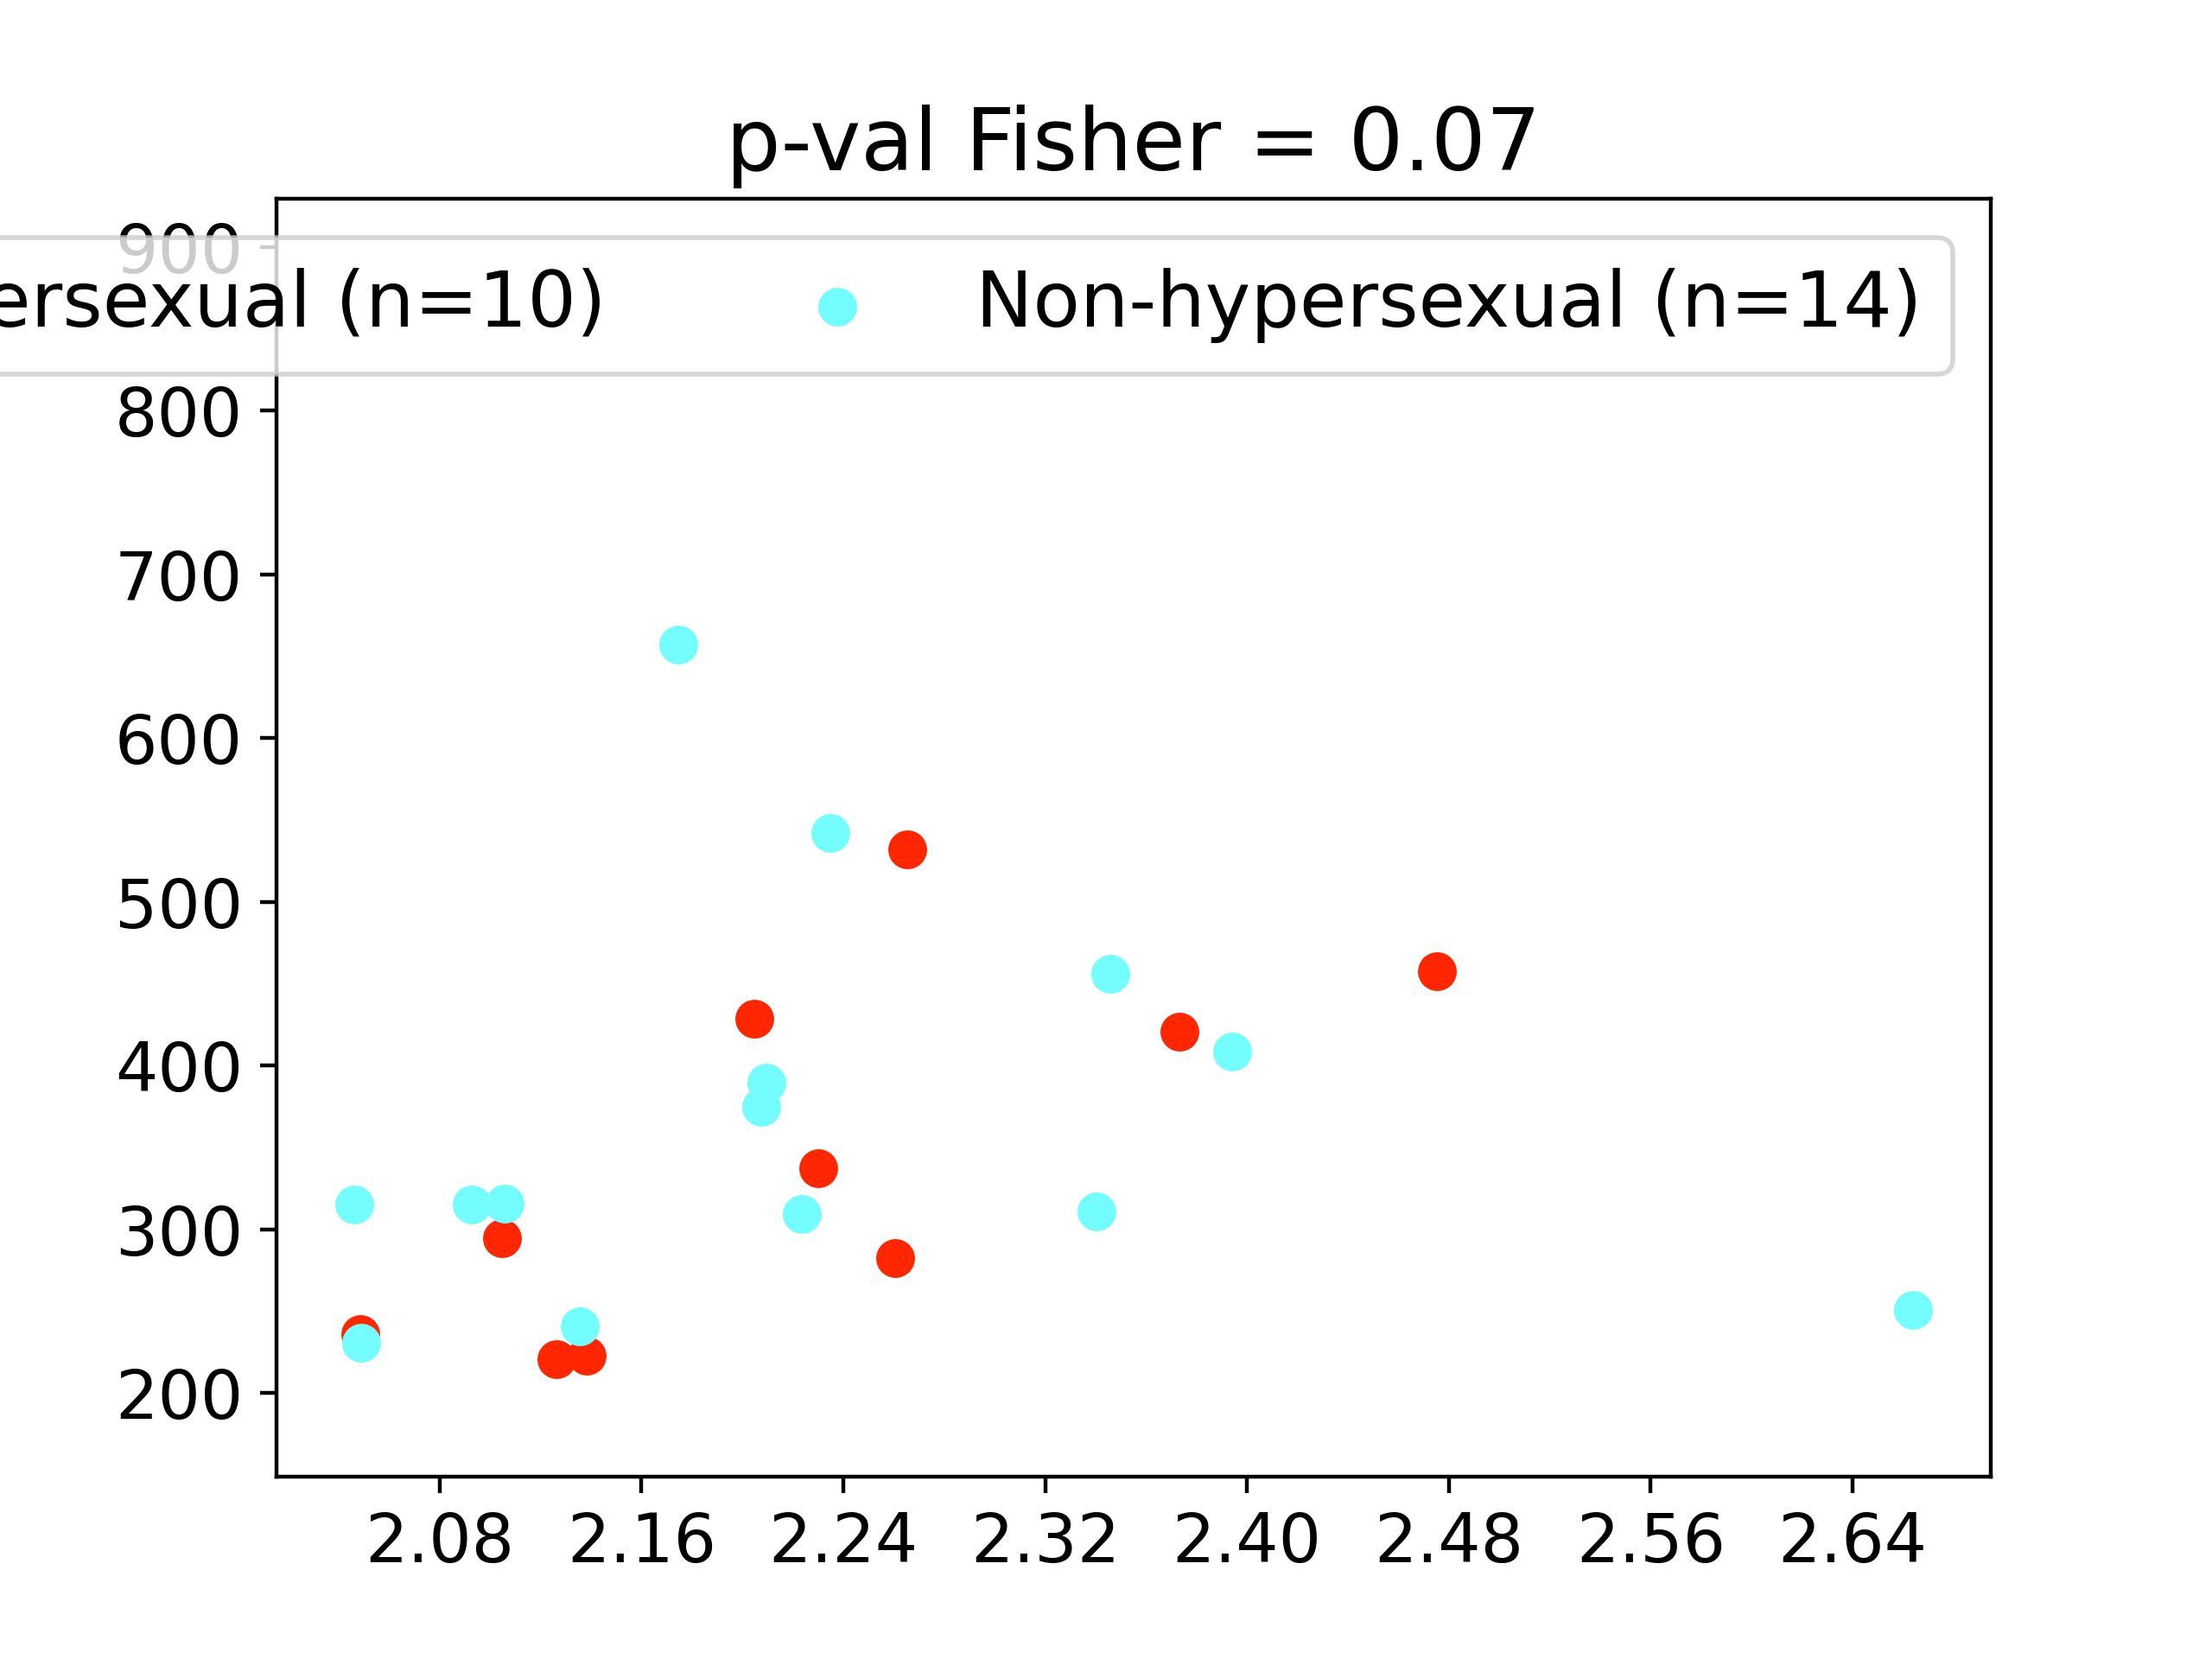 p-val Fisher = 0.07
900
ersexual (n=10)
Non-hypersexual (n=14)
800
700
600
500
400
300
200
2.08 2.16 2.24 2.32 2.40 2.48 2.56 2.64